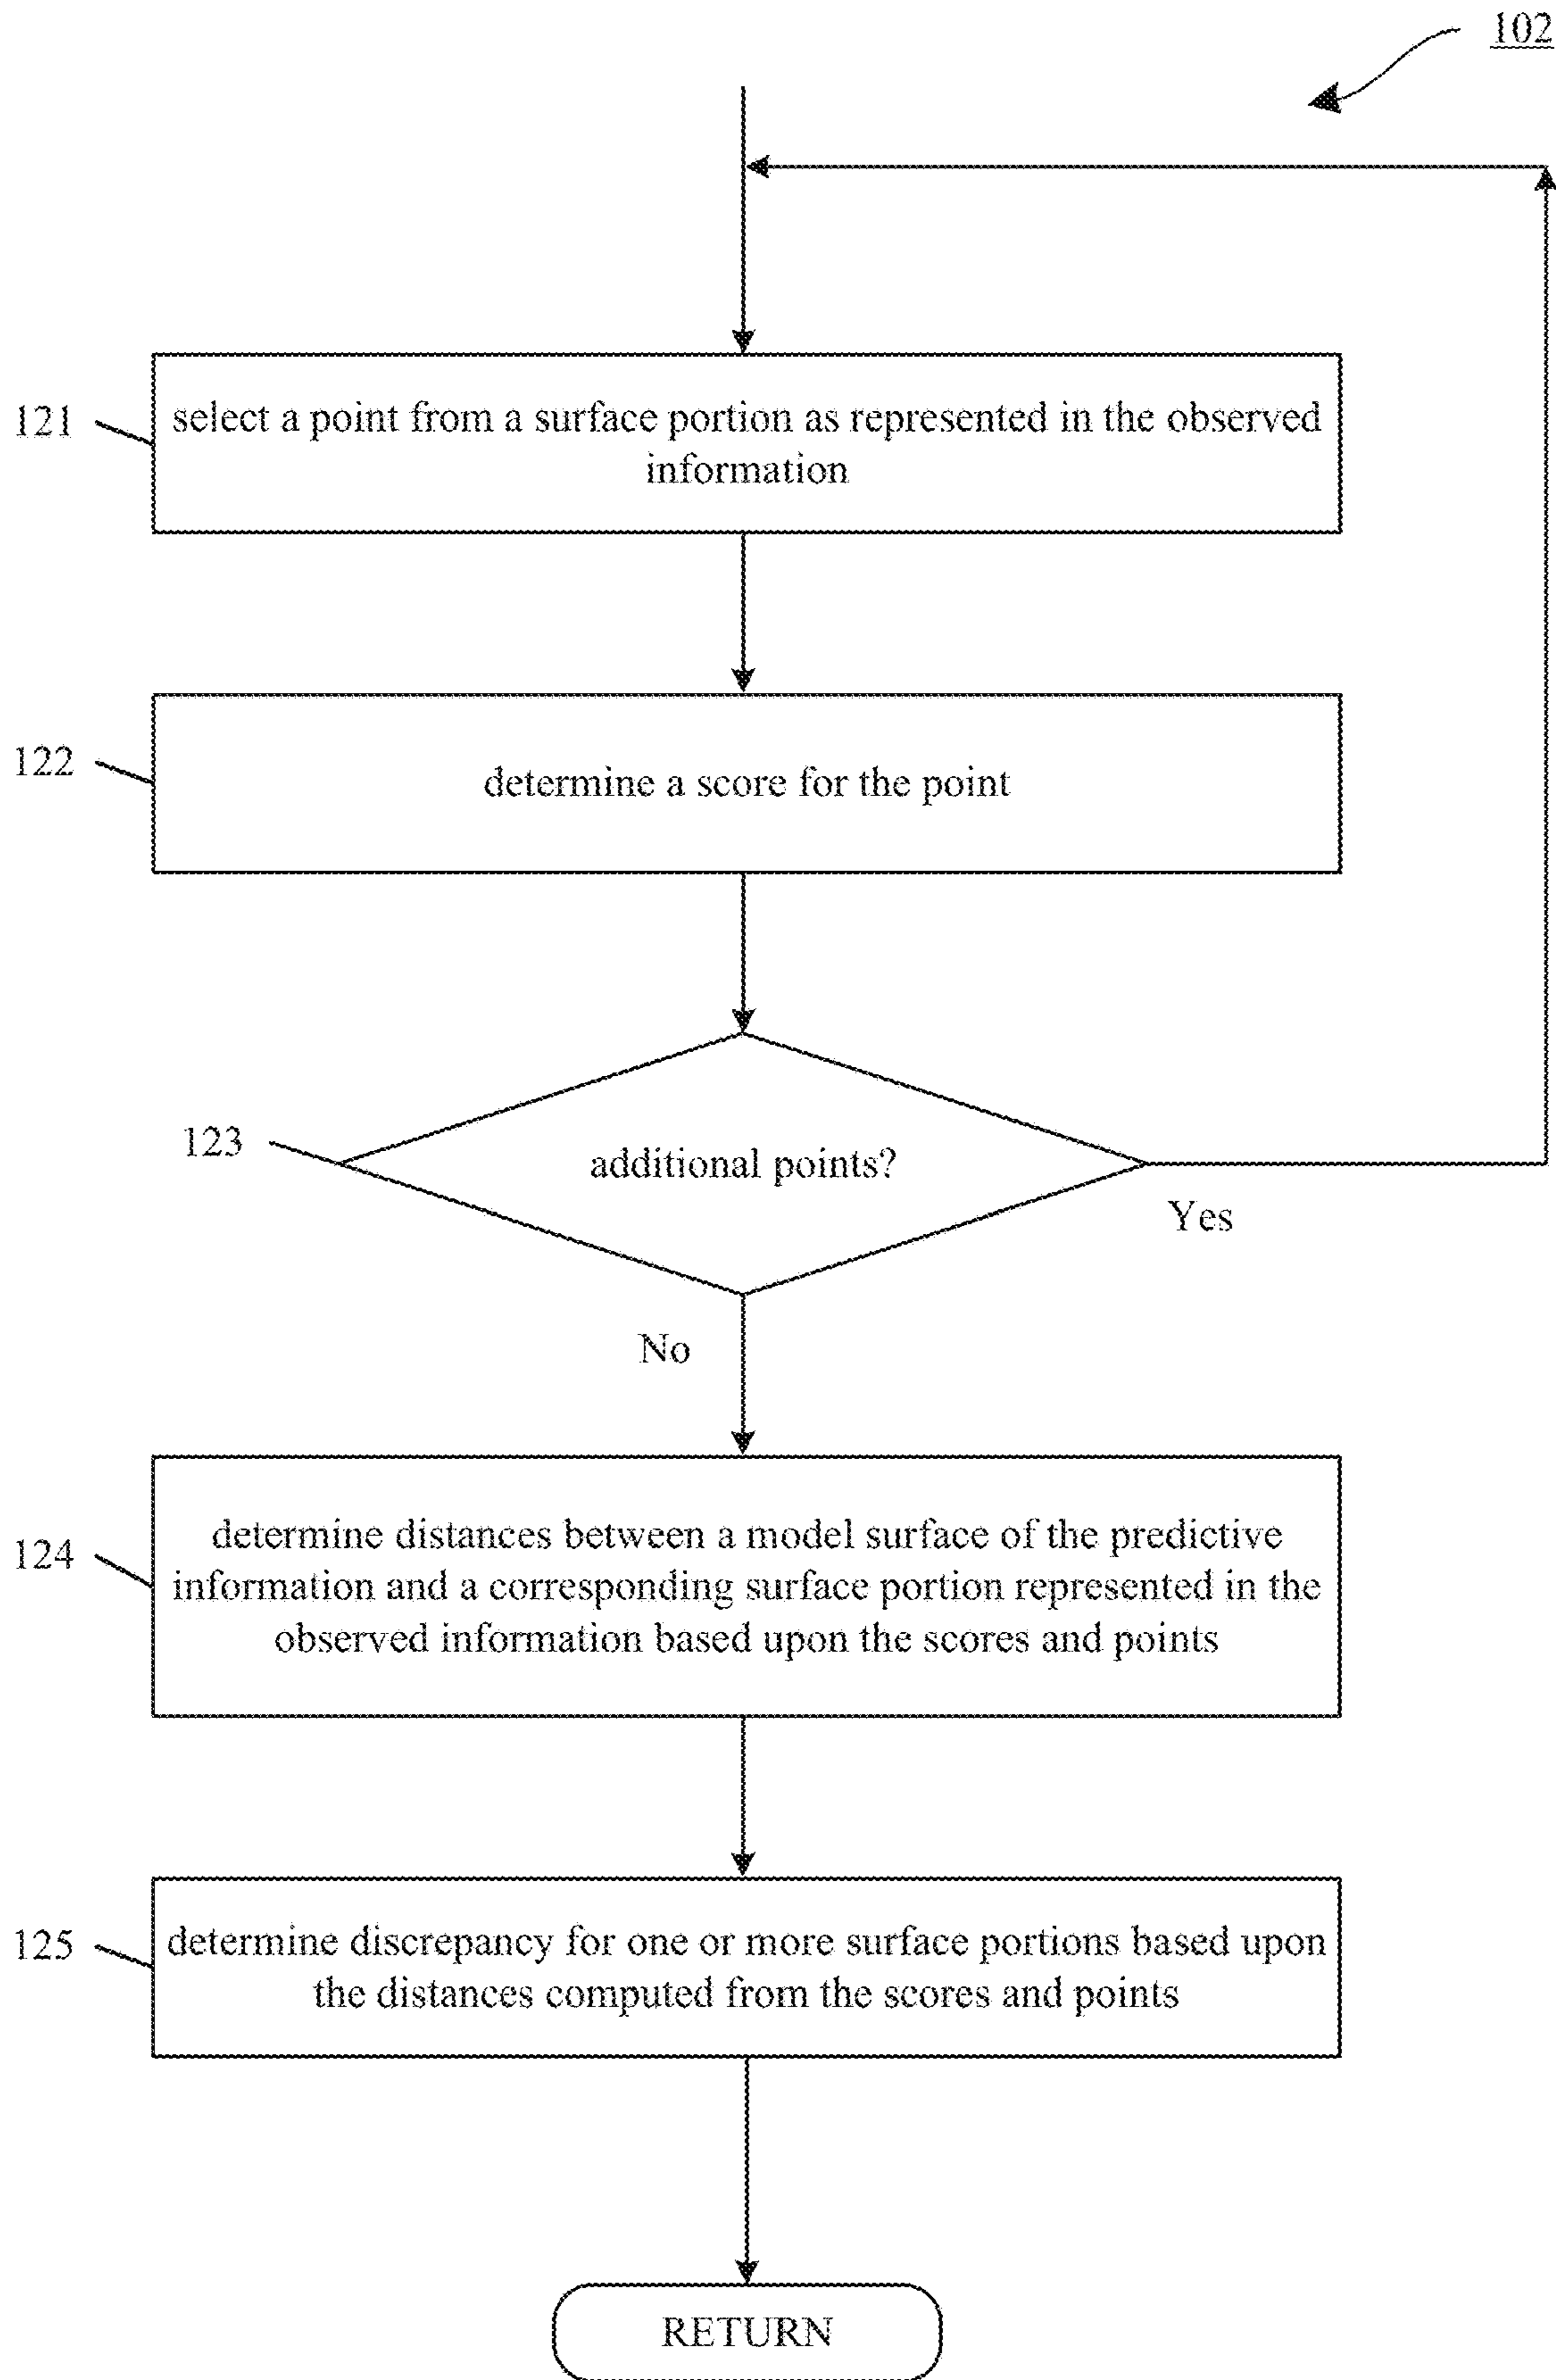 102
121
select a point from a surface portion as represented in the observed
information
122
determine a score for the point
123
additional points?
Yes
No
124
determine distances between a model surface of the predictive
information and a corresponding surface portion represented in the
observed information based upon the scores and points
125
determine discrepancy for one or more surface portions based upon
the distances computed from the scores and points
RETURN